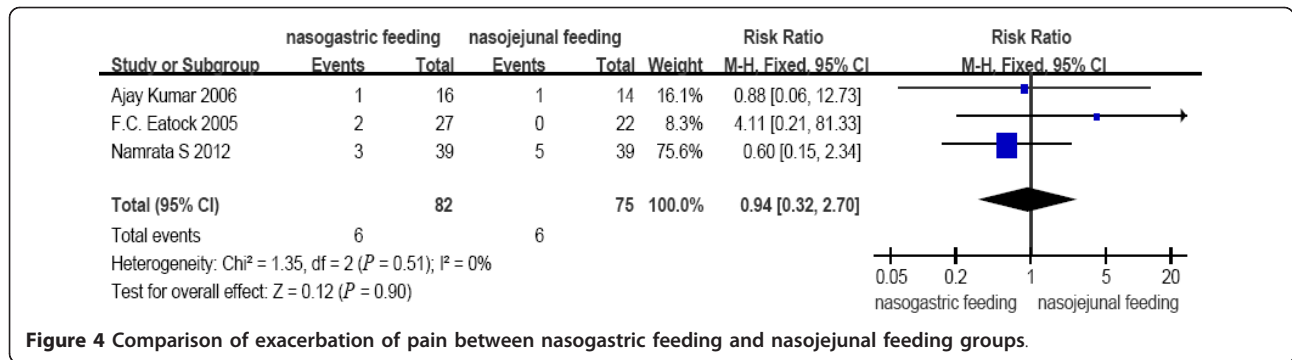 nasogastric feeding nasojejunal feeding Risk Ratio Risk Ratio
Study or Subgroup Events Total Events Total Weight M-H. Fixed. 95% CI M-H. Fixed. 95% CI
Ajay Kumar 2006 1 16 1 14 16.1% 0.88 [0.06, 12.73]
F.C. Eatock 2005 2 27 0 22 8.3% 4.11 [0.21, 81.33]
Namrata S 2012 3 39 5 39 75.6% 0.60 [0.15, 2.34]
Total (95% CI) 82 75 100.0% 0.94 [0.32, 2.70]
Total events 6 6
Heterogeneity: Chi² = 1.35, df = 2 (P = 0.51); I² = 0%
Test for overall effect: Z = 0.12 (P = 0.90)
0.05 0.2 1 5 20
nasogastric feeding nasojejunal feeding
Figure 4 Comparison of exacerbation of pain between nasogastric feeding and nasojejunal feeding groups.